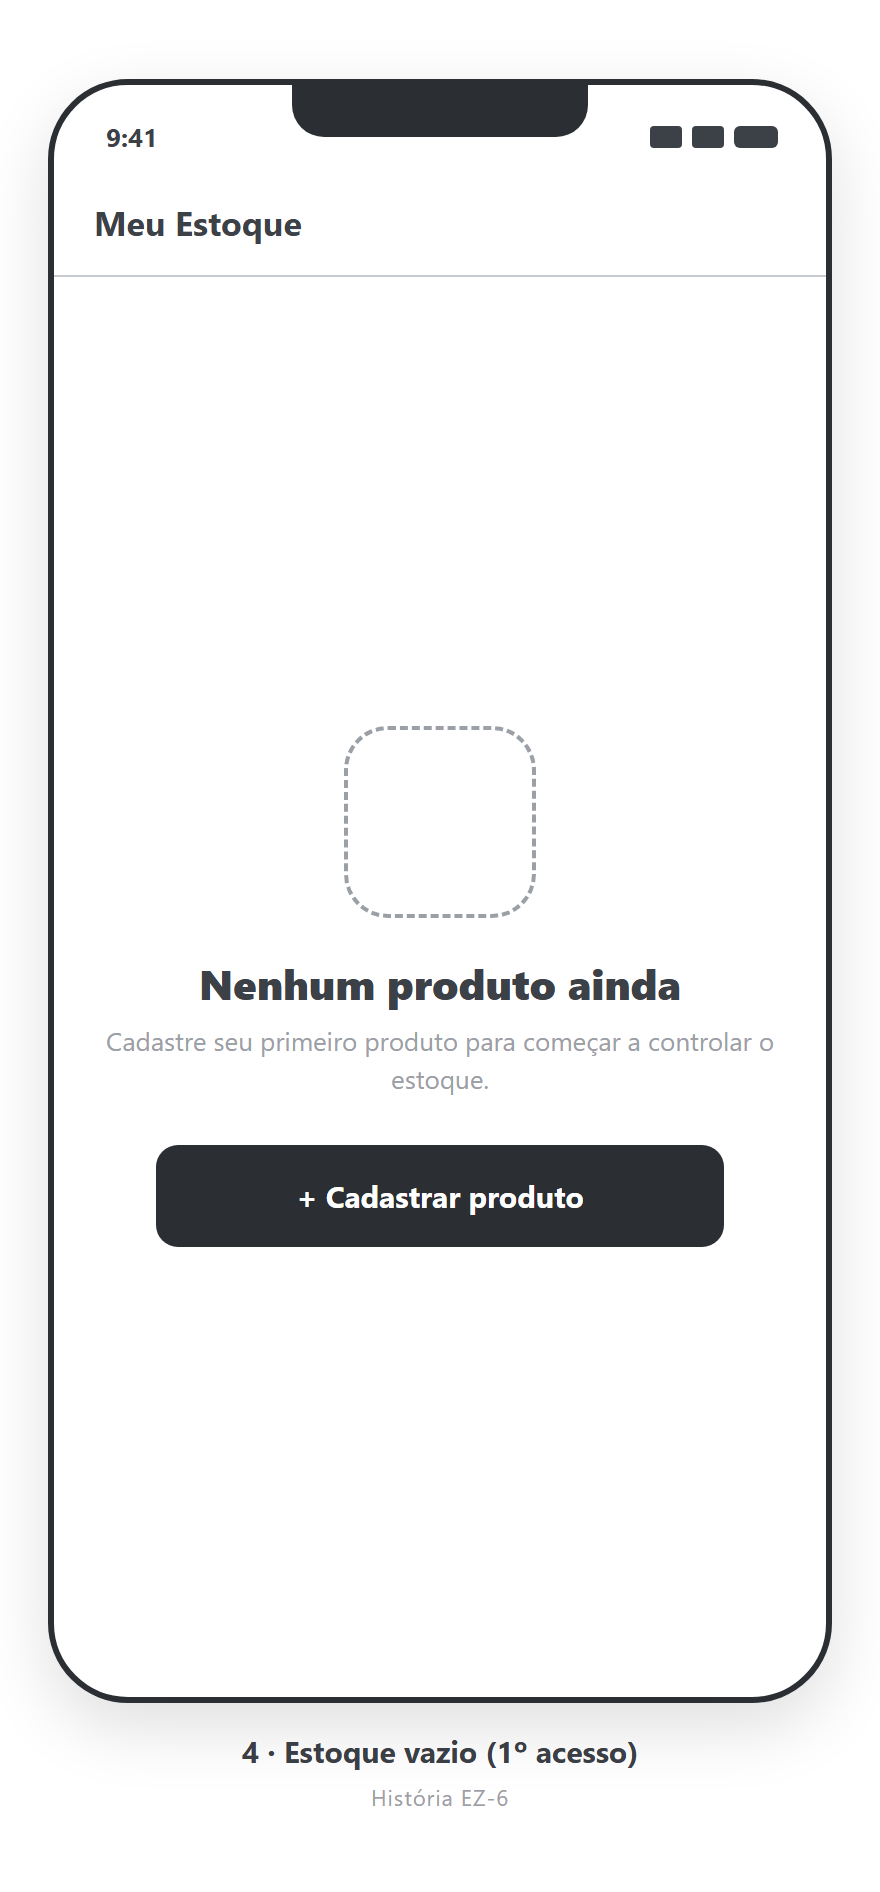 9:41
Meu Estoque
Nenhum produto ainda
Cadastre seu primeiro produto para começar a controlar o
estoque.
+ Cadastrar produto
4 · Estoque vazio (1º acesso)
História EZ-6